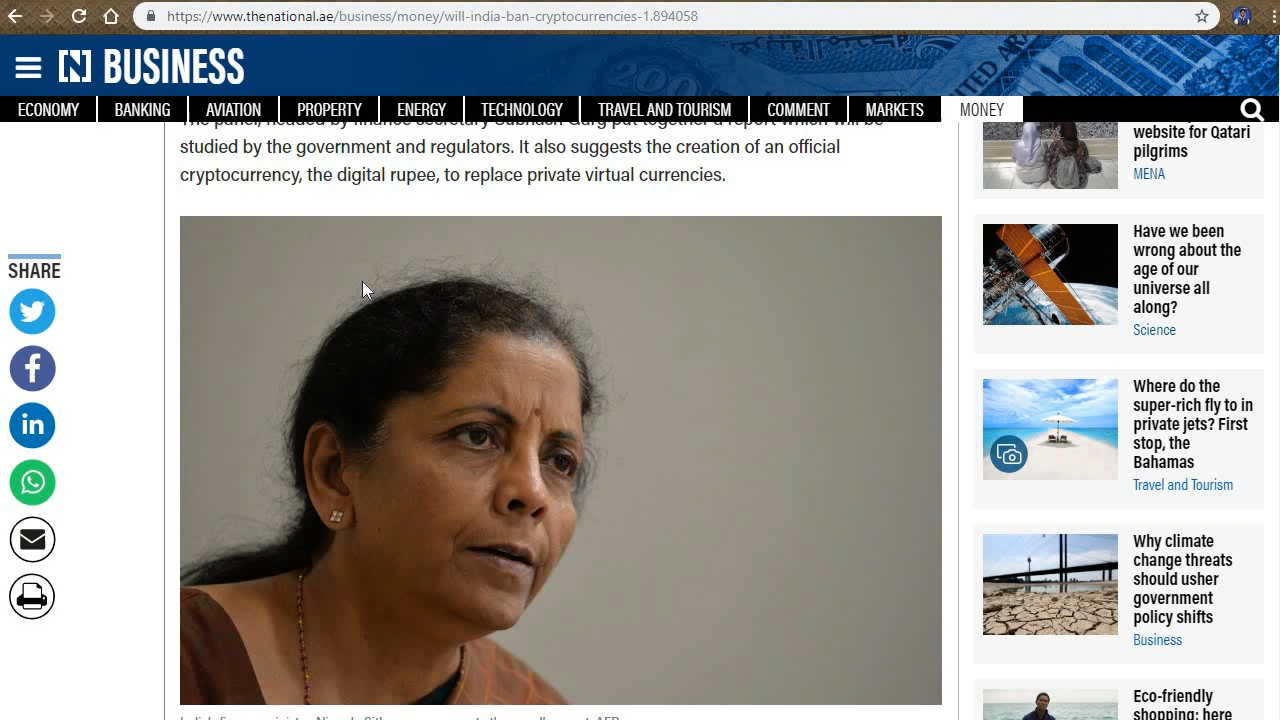 https://www.thenational.ae/business/money/will-india-ban-cryptocurrencies-1.894058
N BUSINESS
ECONOMY BANKING AVIATION PROPERTY ENERGY TECHNOLOGY TRAVEL AND TOURISM COMMENT MARKETS MONEY
studied by the government and regulators. It also suggests the creation of an official
cryptocurrency, the digital rupee, to replace private virtual currencies.
SHARE
website for Qatari
pilgrims
MENA
Have we been
wrong about the
age of our
universe all
along?
Science
Where do the
super-rich fly to in
private jets? First
stop, the
Bahamas
Travel and Tourism
Why climate
change threats
should usher
government
policy shifts
Business
Eco-friendly
shopping: here